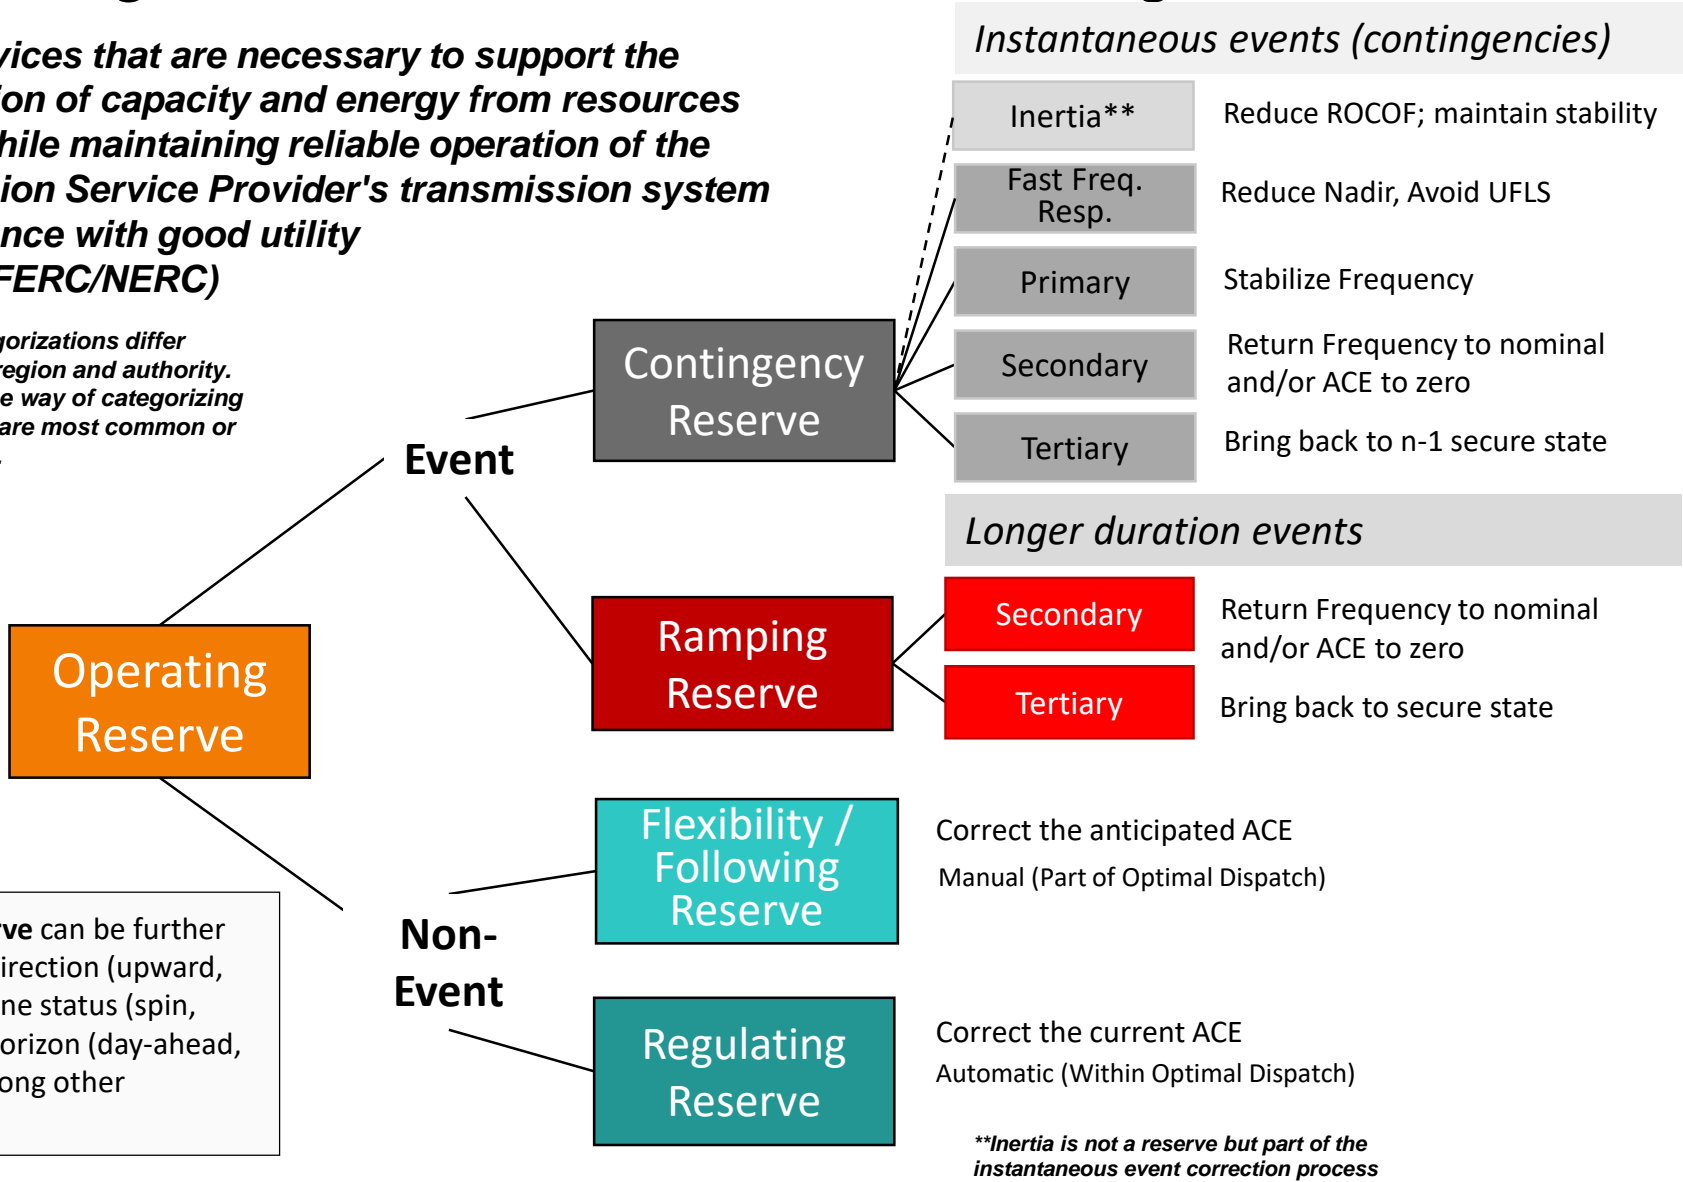 vices that are necessary to support the
ion of capacity and energy from resources
hile maintaining reliable operation of the
ion Service Provider's transmission system
nce with good utility
FERC/NERC)
gorizations differ
region and authority.
e way of categorizing
are most common or
Instantaneous events (contingencies)
Inertia**
Reduce ROCOF; maintain stability
Fast Freq.
Resp.
Reduce Nadir, Avoid UFLS
Primary
Stabilize Frequency
Secondary
Return Frequency to nominal
and/or ACE to zero
Tertiary
Bring back to n-1 secure state
Contingency
Reserve
Event
Longer duration events
Ramping
Reserve
Secondary
Return Frequency to nominal
and/or ACE to zero
Tertiary
Bring back to secure state
Operating
Reserve
Flexibility /
Following
Reserve
Correct the anticipated ACE
Manual (Part of Optimal Dispatch)
Non-
Event
Regulating
Reserve
Correct the current ACE
Automatic (Within Optimal Dispatch)
rve can be further
irection (upward,
ne status (spin,
orizon (day-ahead,
ong other
**Inertia is not a reserve but part of the
instantaneous event correction process